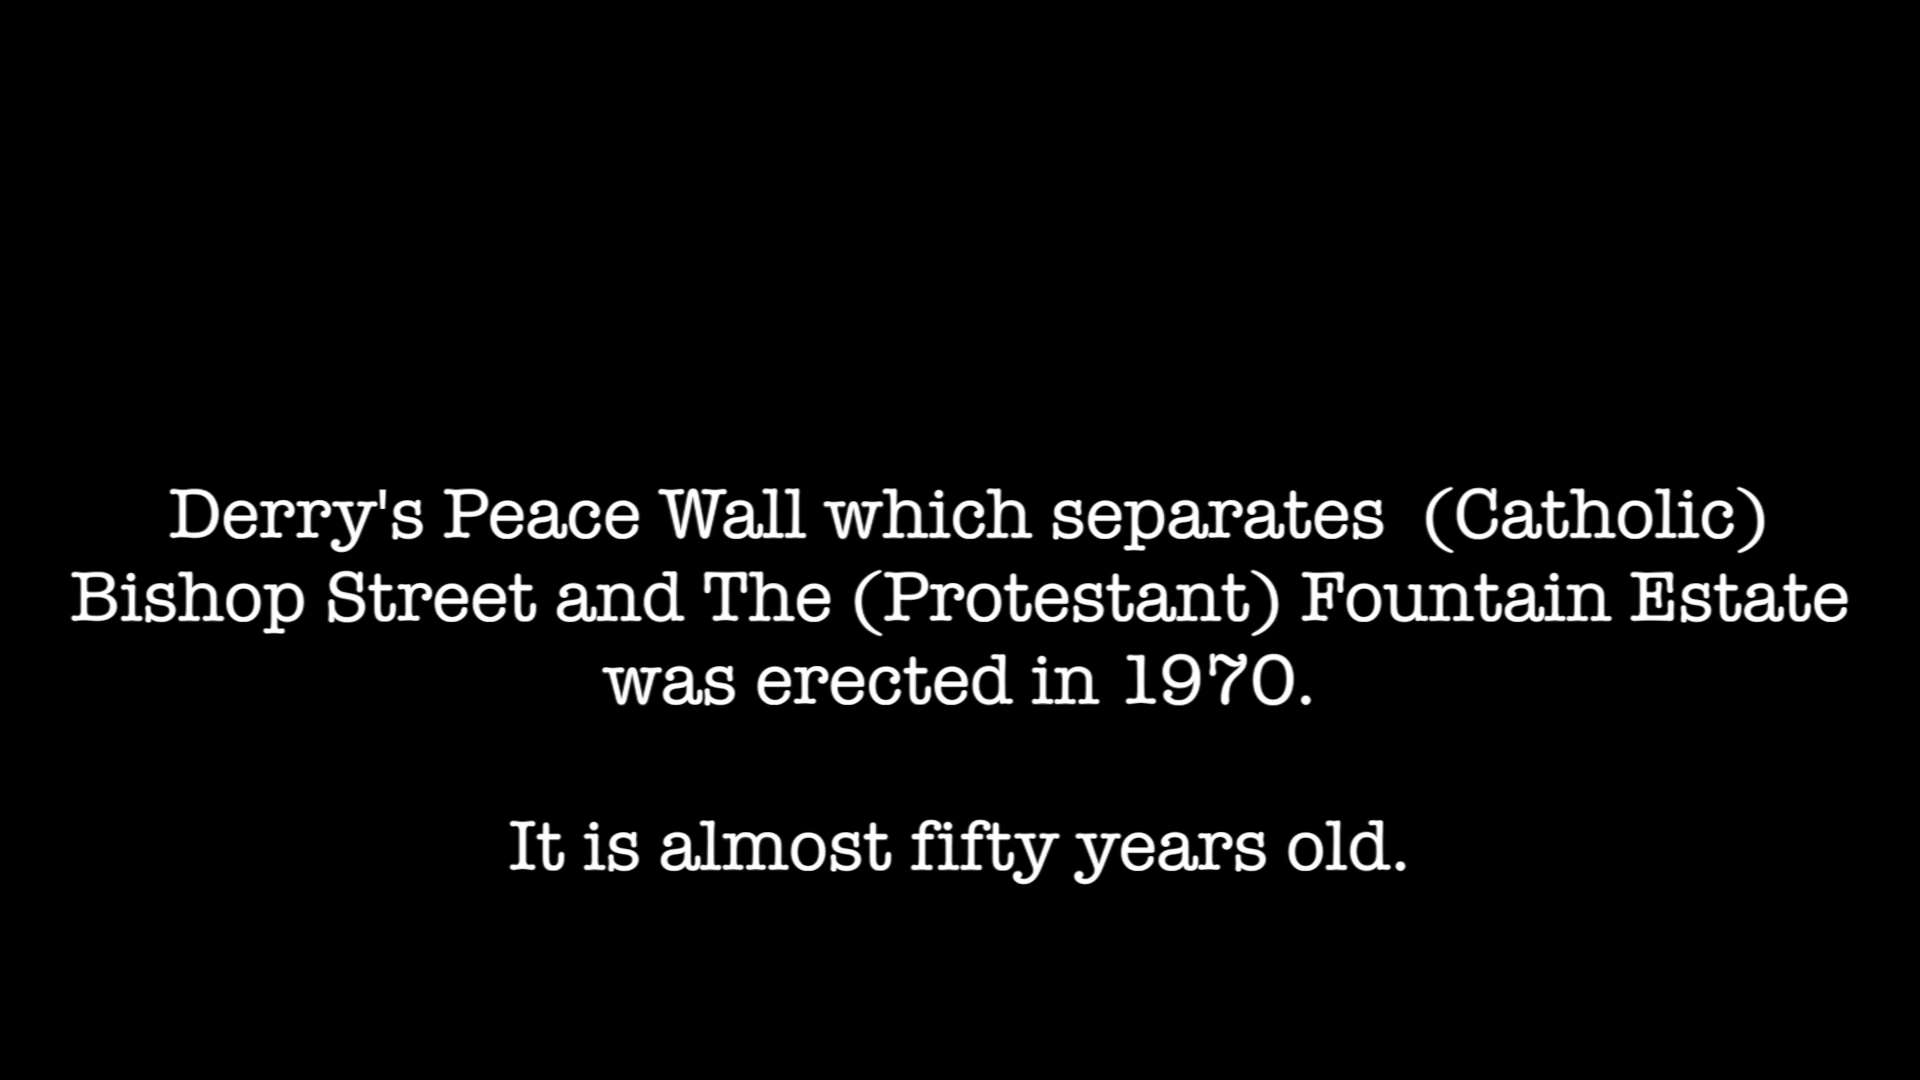 Derry's Peace Wall which separates  (Catholic)
Bishop Street and The (Protestant) Fountain Estate
was erected in 1970.
It is almost fifty years old.